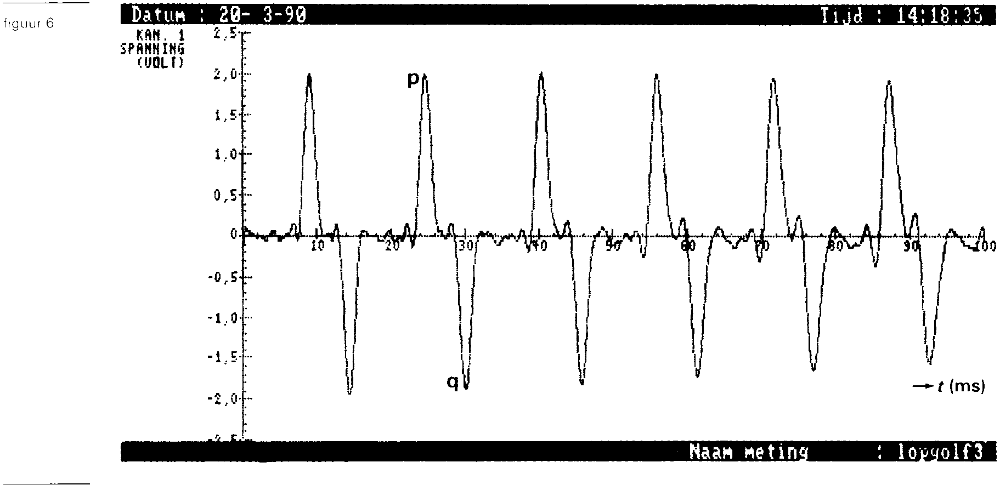 figuur 6
Datum : 20- 3-90
Tijd : 14:18:35
KAN. 1
SPANNING
(VOLT)
2,5
2,0
1,5
1,0
0,5
0
-0,5
-1,0
-1,5
-2,0
-2,5
10 20 30 40 50 60 70 80 90 100
p
q
→ t (ms)
Naam meting : lopgolf3